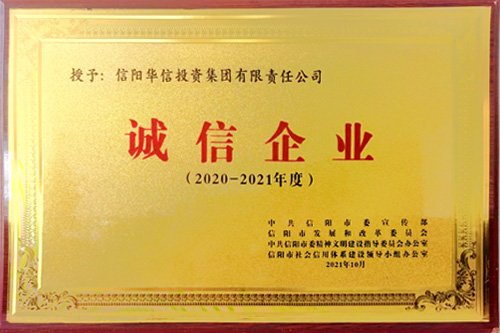 授予：信阳华信投资集团有限责任公司
诚信企业
（2020-2021年度）
中共信阳市委宣传部
信阳市发展和改革委员会
中共信阳市委精神文明建设指导委员会办公室
信阳市社会信用体系建设领导小组办公室
2021年10月